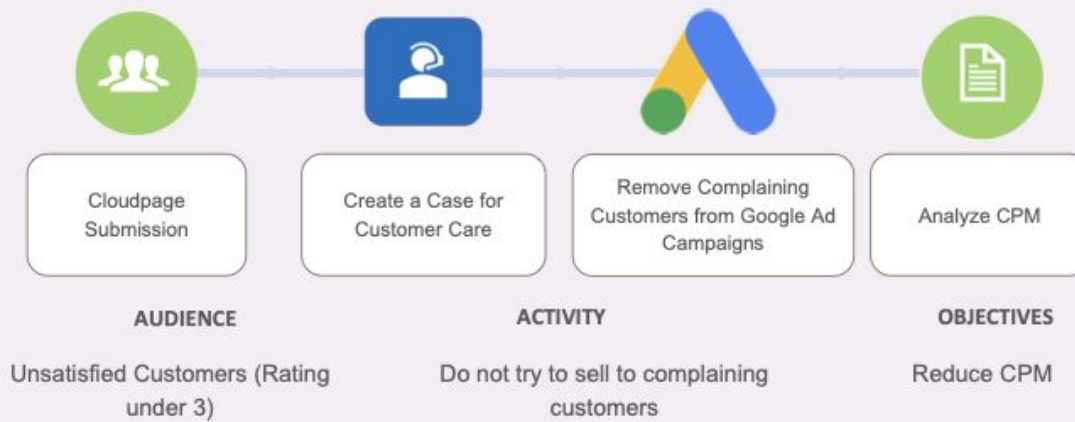 Cloudpage
Submission
Create a Case for
Customer Care
Remove Complaining
Customers from Google Ad
Campaigns
Analyze CPM
AUDIENCE
ACTIVITY
OBJECTIVES
Unsatisfied Customers (Rating
under 3)
Do not try to sell to complaining
customers
Reduce CPM